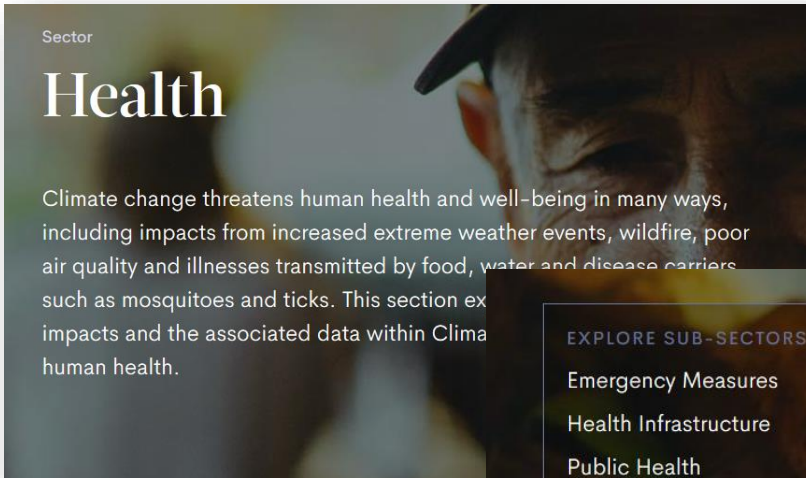 Sector
Health
Climate change threatens human health and well-being in many ways,
including impacts from increased extreme weather events, wildfire, poor
air quality and illnesses transmitted by food, water and disease carriers
such as mosquitoes and ticks. This section ex
impacts and the associated data within Clima
human health.
EXPLORE SUB-SECTORS
Emergency Measures
Health Infrastructure
Public Health